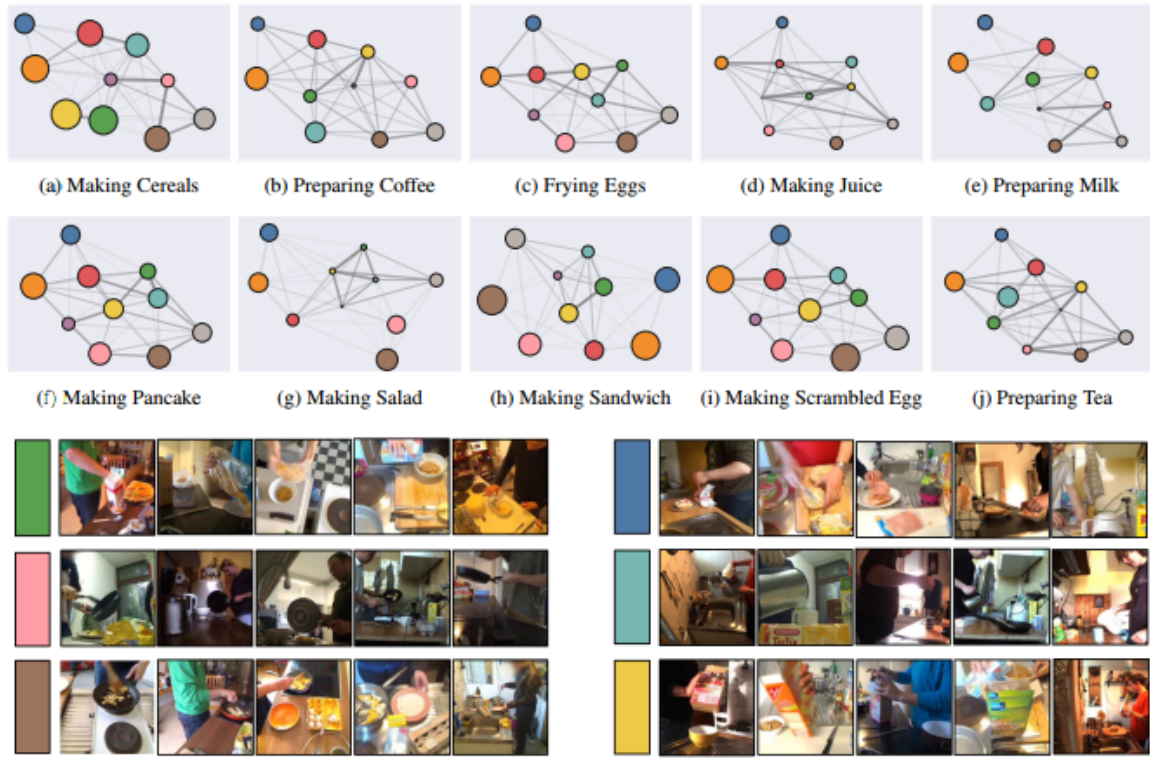 (a) Making Cereals
(b) Preparing Coffee
(c) Frying Eggs
(d) Making Juice
(e) Preparing Milk
(f) Making Pancake
(g) Making Salad
(h) Making Sandwich
(i) Making Scrambled Egg
(j) Preparing Tea